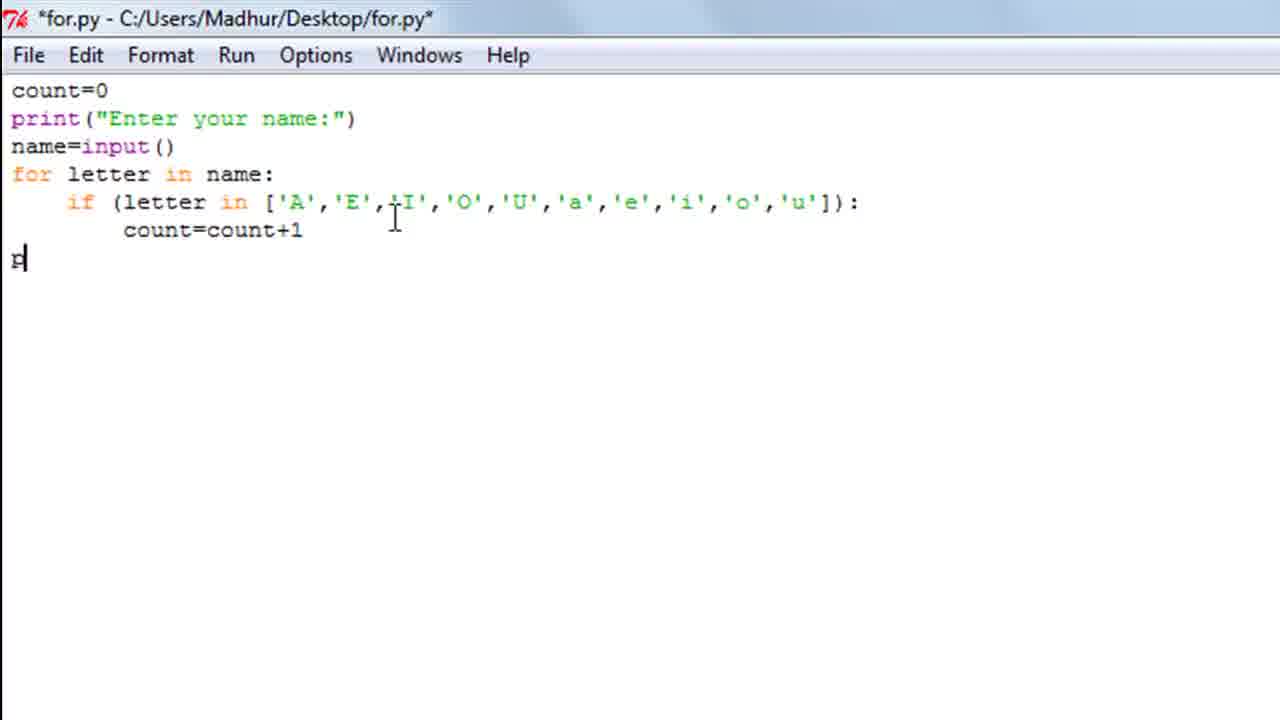 *for.py - C:/Users/Madhur/Desktop/for.py*
File Edit Format Run Options Windows Help
count=0
print("Enter your name:")
name=input()
for letter in name:
    if (letter in ['A','E','I','O','U','a','e','i','o','u']):
        count=count+1
p